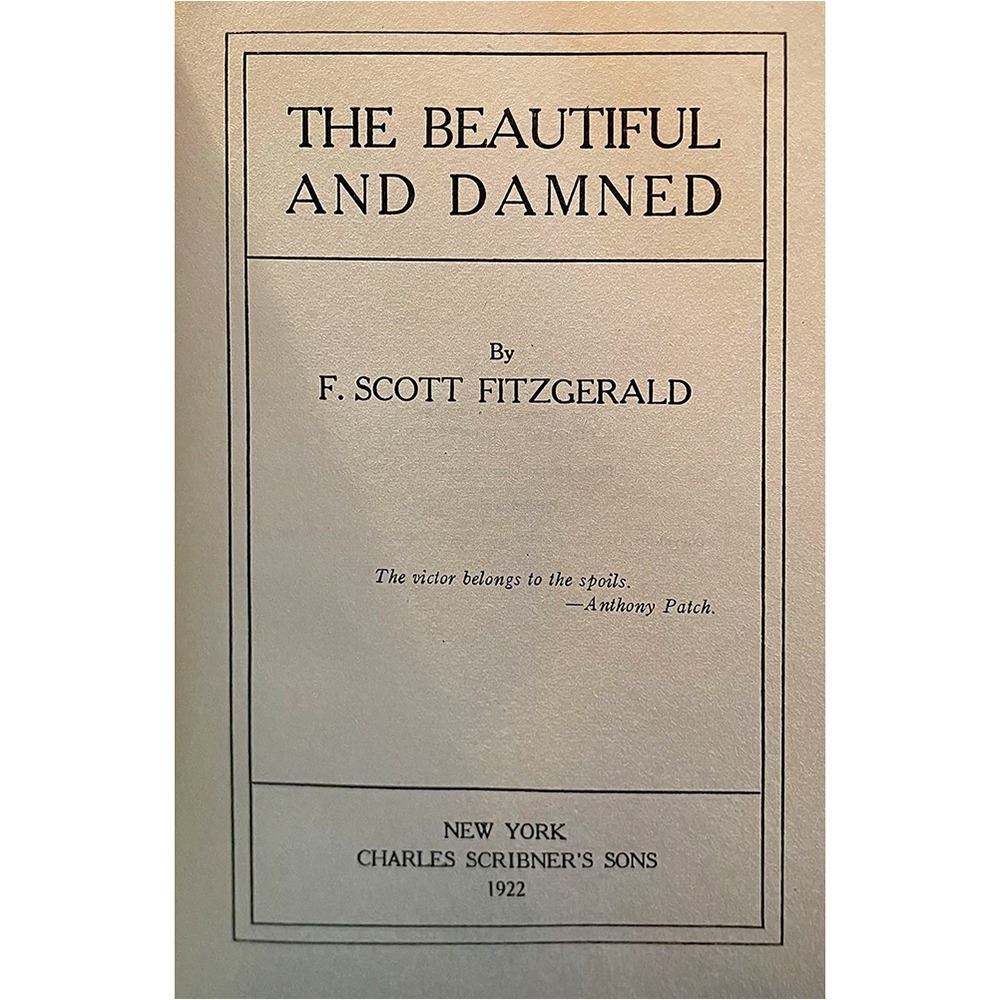 THE BEAUTIFUL
AND DAMNED
By
F. SCOTT FITZGERALD
The victor belongs to the spoils.
—Anthony Patch.
NEW YORK
CHARLES SCRIBNER'S SONS
1922